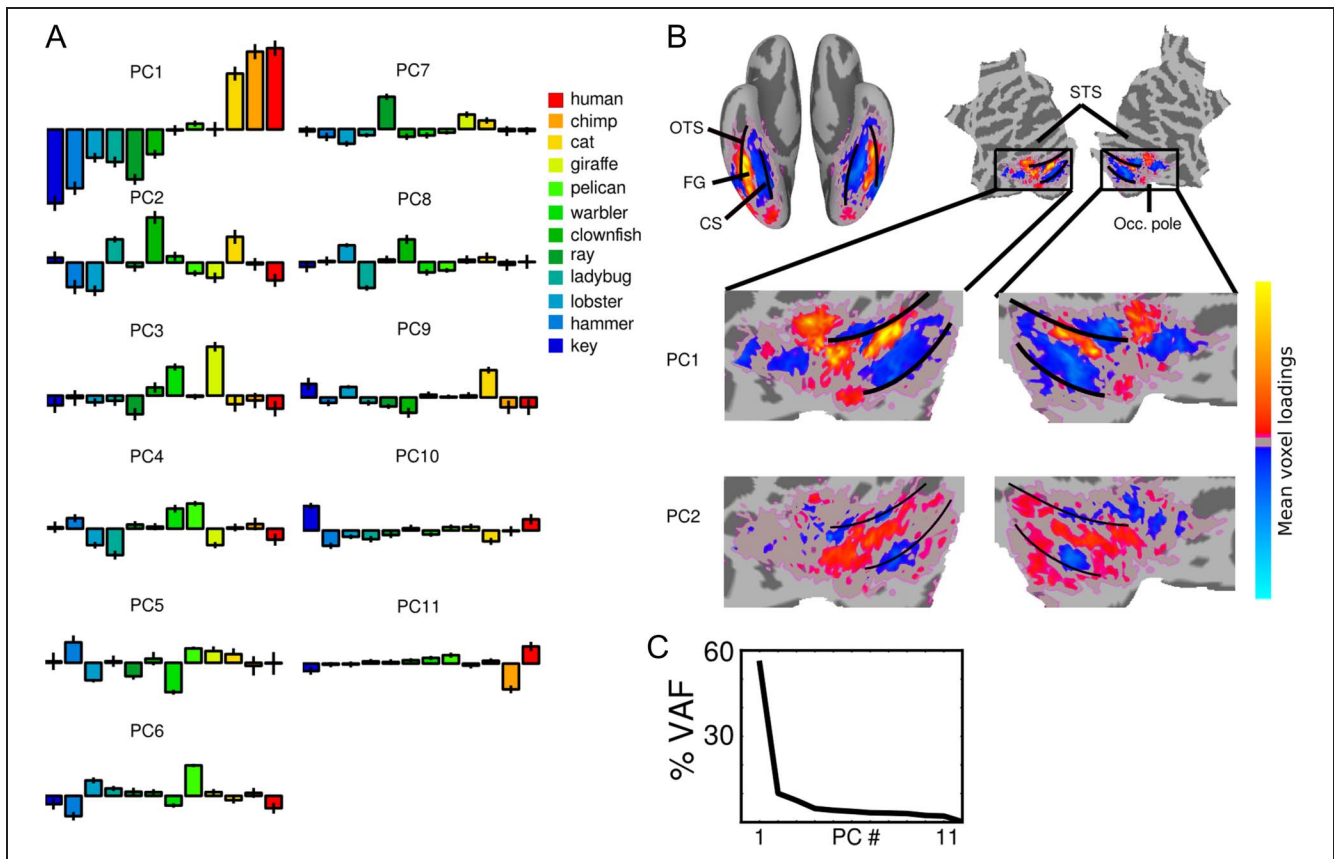 A
PC1
PC7
human
chimp
cat
giraffe
pelican
warbler
clownfish
ray
ladybug
lobster
hammer
key
PC2
PC8
PC3
PC9
PC4
PC10
PC5
PC11
PC6
B
STS
OTS
FG
CS
Occ. pole
PC1
PC2
Mean voxel loadings
C
60
30
% VAF
1
PC #
11